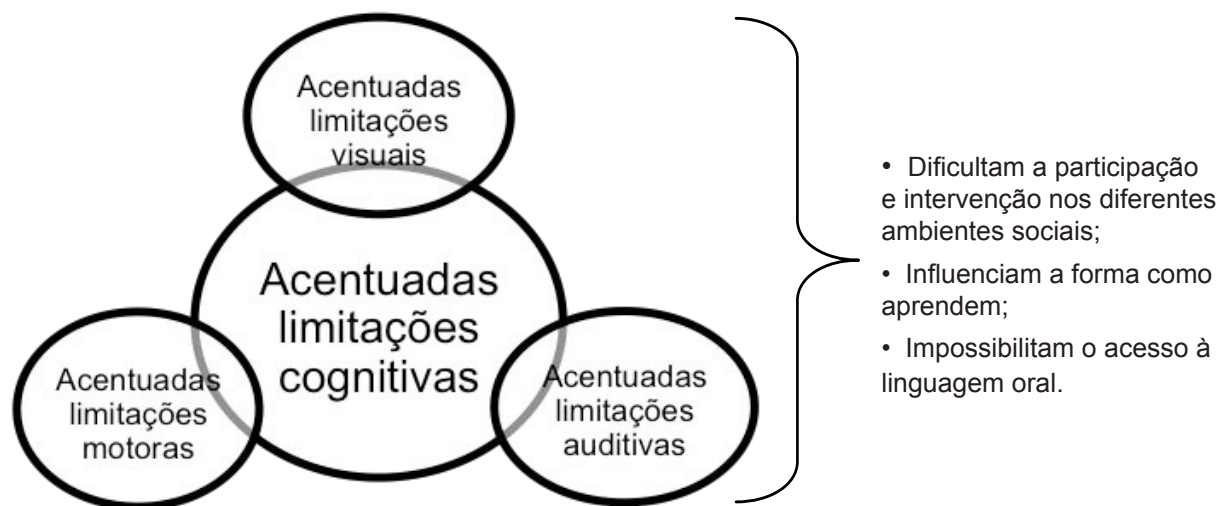 Acentuadas
limitações
visuais
Acentuadas
limitações
cognitivas
Acentuadas
limitações
motoras
Acentuadas
limitações
auditivas
• Dificultam a participação
e intervenção nos diferentes
ambientes sociais;
• Influenciam a forma como
aprendem;
• Impossibilitam o acesso à
linguagem oral.